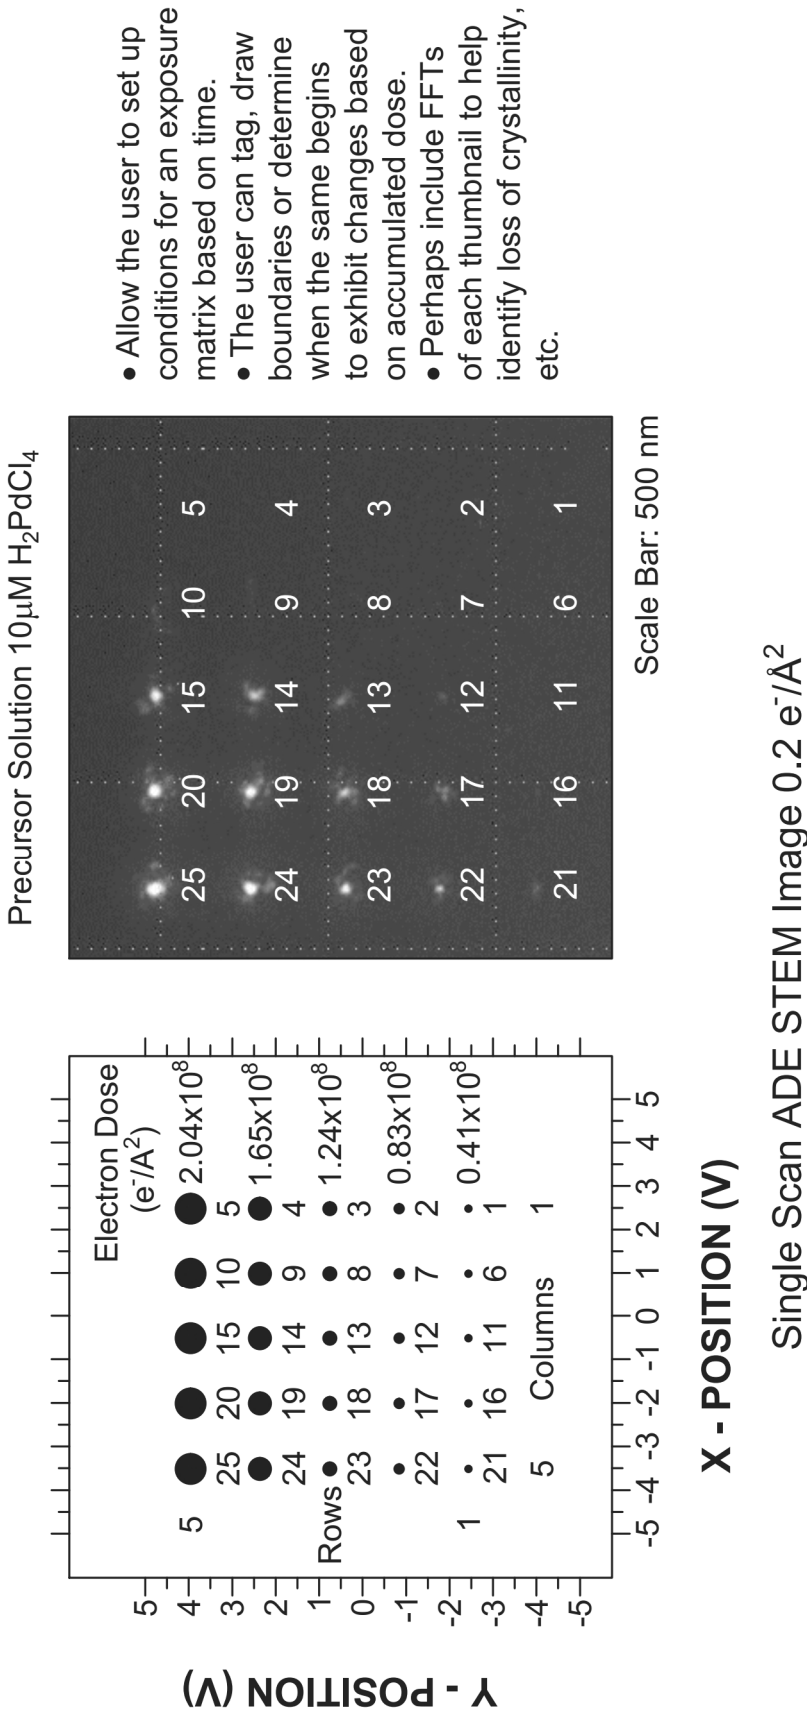 Precursor Solution 10μM H₂PdCl₄
Y - POSITION (V)
5
4
3
2
1
0
-1
-2
-3
-4
-5
Electron Dose
(e⁻/A²)
2.04x10⁸
25 20 15 10 5
5
1.65x10⁸
24 19 14 9 4
Rows
1.24x10⁸
23 18 13 8 3
0.83x10⁸
22 17 12 7 2
1
0.41x10⁸
21 16 11 6 1
5 Columns 1
-5 -4 -3 -2 -1 0 1 2 3 4 5
X - POSITION (V)
25 20 15 10 5
24 19 14 9 4
23 18 13 8 3
22 17 12 7 2
21 16 11 6 1
Scale Bar: 500 nm
• Allow the user to set up
conditions for an exposure
matrix based on time.
• The user can tag, draw
boundaries or determine
when the same begins
to exhibit changes based
on accumulated dose.
• Perhaps include FFTs
of each thumbnail to help
identify loss of crystallinity,
etc.
Single Scan ADE STEM Image 0.2 e⁻/Å²